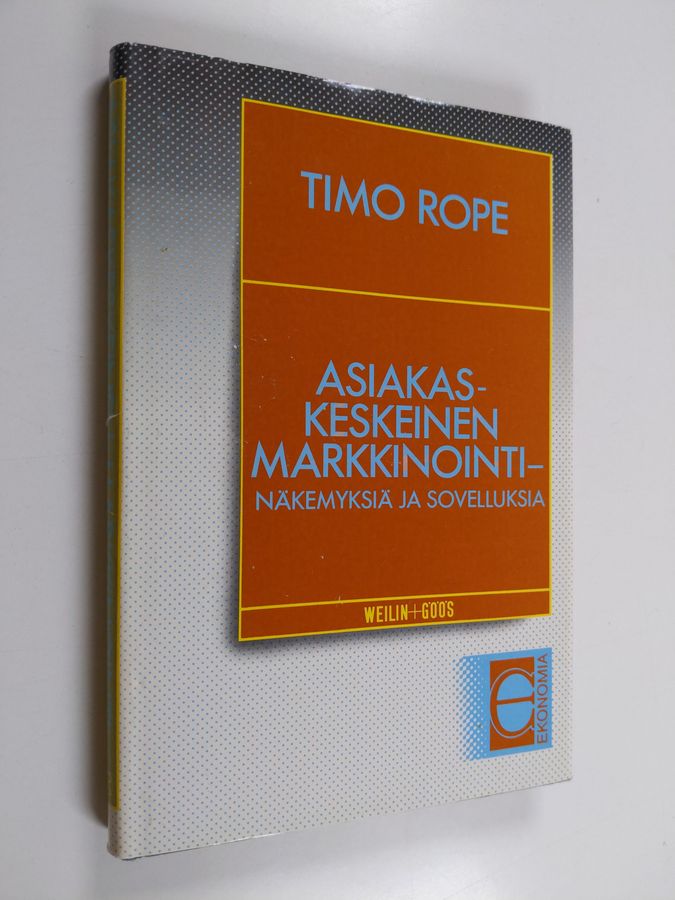 TIMO ROPE
ASIAKAS-
KESKEINEN
MARKKINOINTI–
NÄKEMYKSIÄ JA SOVELLUKSIA
WEILIN+GÖÖS
e
EKONOMIA